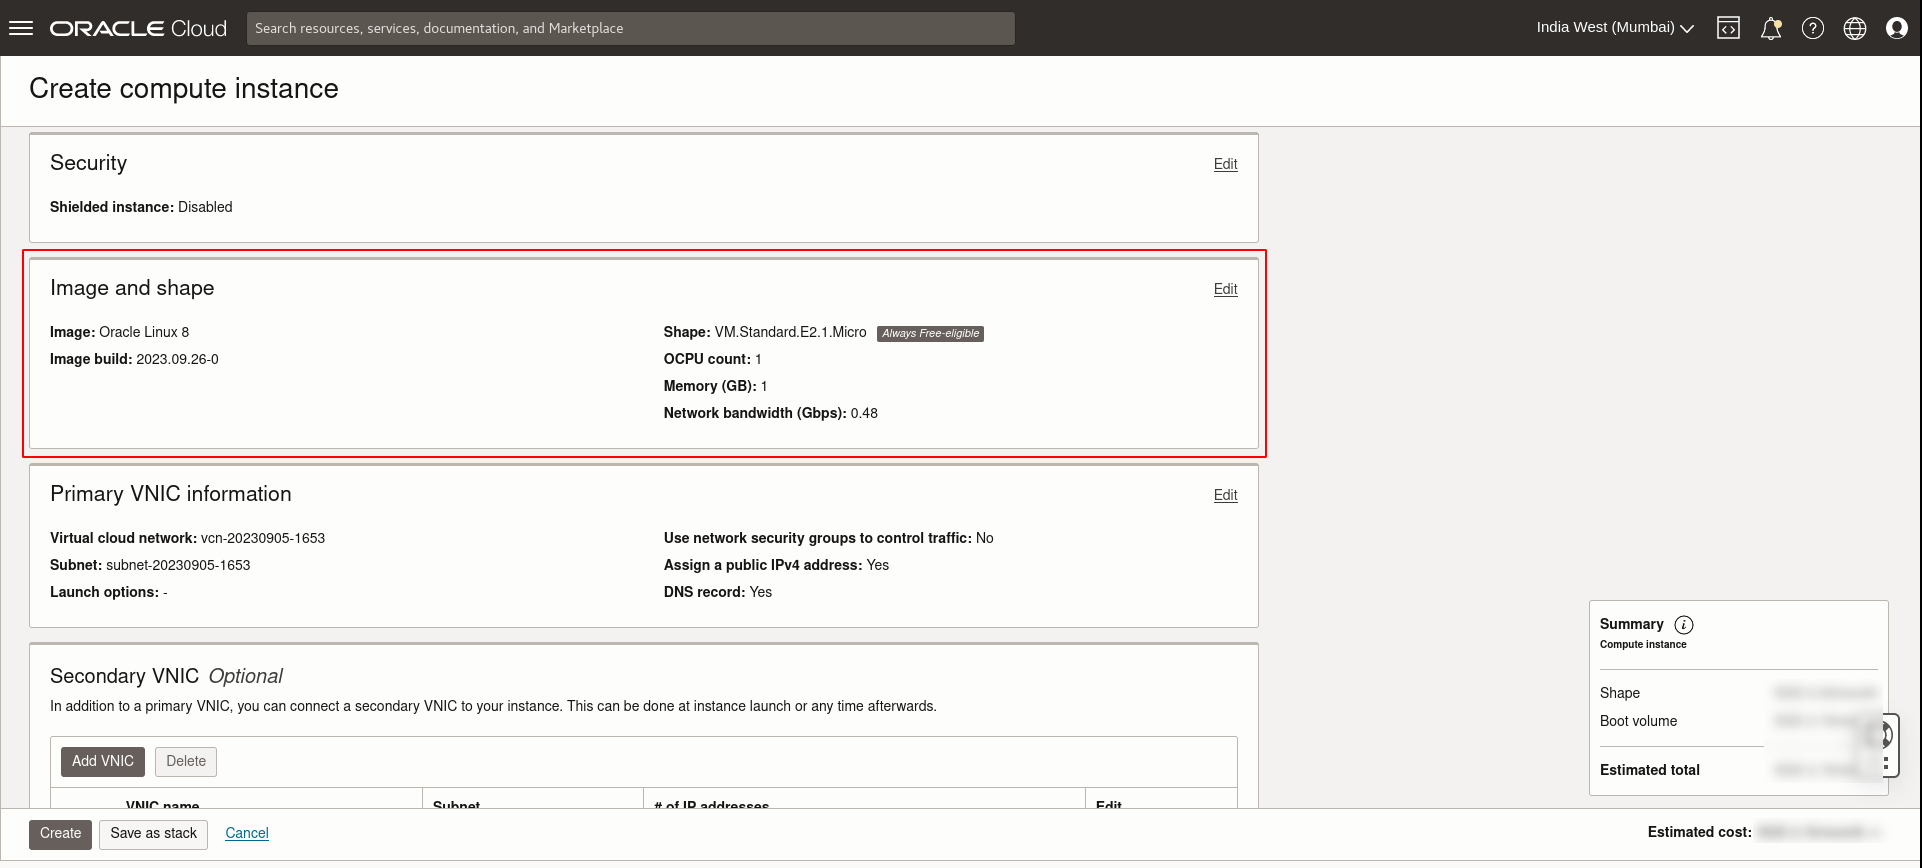 ORACLE Cloud
Search resources, services, documentation, and Marketplace
India West (Mumbai)
Create compute instance
Security
Edit
Shielded instance: Disabled
Image and shape
Edit
Image: Oracle Linux 8
Image build: 2023.09.26-0
Shape: VM.Standard.E2.1.Micro Always Free-eligible
OCPU count: 1
Memory (GB): 1
Network bandwidth (Gbps): 0.48
Primary VNIC information
Edit
Virtual cloud network: vcn-20230905-1653
Subnet: subnet-20230905-1653
Launch options: -
Use network security groups to control traffic: No
Assign a public IPv4 address: Yes
DNS record: Yes
Secondary VNIC Optional
In addition to a primary VNIC, you can connect a secondary VNIC to your instance. This can be done at instance launch or any time afterwards.
Add VNIC
Delete
VNIC name
Subnet
# of IP addresses
Edit
Summary
Compute instance
Shape
Boot volume
Estimated total
Create
Save as stack
Cancel
Estimated cost: